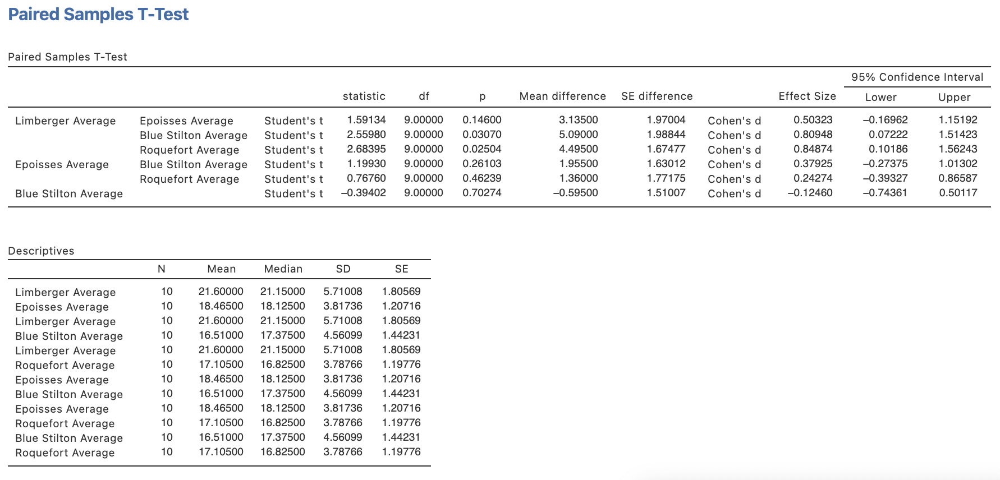 Paired Samples T-Test
Paired Samples T-Test
95% Confidence Interval
statistic df p Mean difference SE difference Effect Size Lower Upper
Limberger Average Epoisses Average Student's t 1.59134 9.00000 0.14600 3.13500 1.97004 Cohen's d 0.50323 −0.16962 1.15192
Blue Stilton Average Student's t 2.55980 9.00000 0.03070 5.09000 1.98844 Cohen's d 0.80948 0.07222 1.51423
Roquefort Average Student's t 2.68395 9.00000 0.02504 4.49500 1.67477 Cohen's d 0.84874 0.10186 1.56243
Epoisses Average Blue Stilton Average Student's t 1.19930 9.00000 0.26103 1.95500 1.63012 Cohen's d 0.37925 −0.27375 1.01302
Roquefort Average Student's t 0.76760 9.00000 0.46239 1.36000 1.77175 Cohen's d 0.24274 −0.39327 0.86587
Blue Stilton Average Student's t −0.39402 9.00000 0.70274 −0.59500 1.51007 Cohen's d −0.12460 −0.74361 0.50117
Descriptives
N Mean Median SD SE
Limberger Average 10 21.60000 21.15000 5.71008 1.80569
Epoisses Average 10 18.46500 18.12500 3.81736 1.20716
Limberger Average 10 21.60000 21.15000 5.71008 1.80569
Blue Stilton Average 10 16.51000 17.37500 4.56099 1.44231
Limberger Average 10 21.60000 21.15000 5.71008 1.80569
Roquefort Average 10 17.10500 16.82500 3.78766 1.19776
Epoisses Average 10 18.46500 18.12500 3.81736 1.20716
Blue Stilton Average 10 16.51000 17.37500 4.56099 1.44231
Epoisses Average 10 18.46500 18.12500 3.81736 1.20716
Roquefort Average 10 17.10500 16.82500 3.78766 1.19776
Blue Stilton Average 10 16.51000 17.37500 4.56099 1.44231
Roquefort Average 10 17.10500 16.82500 3.78766 1.19776